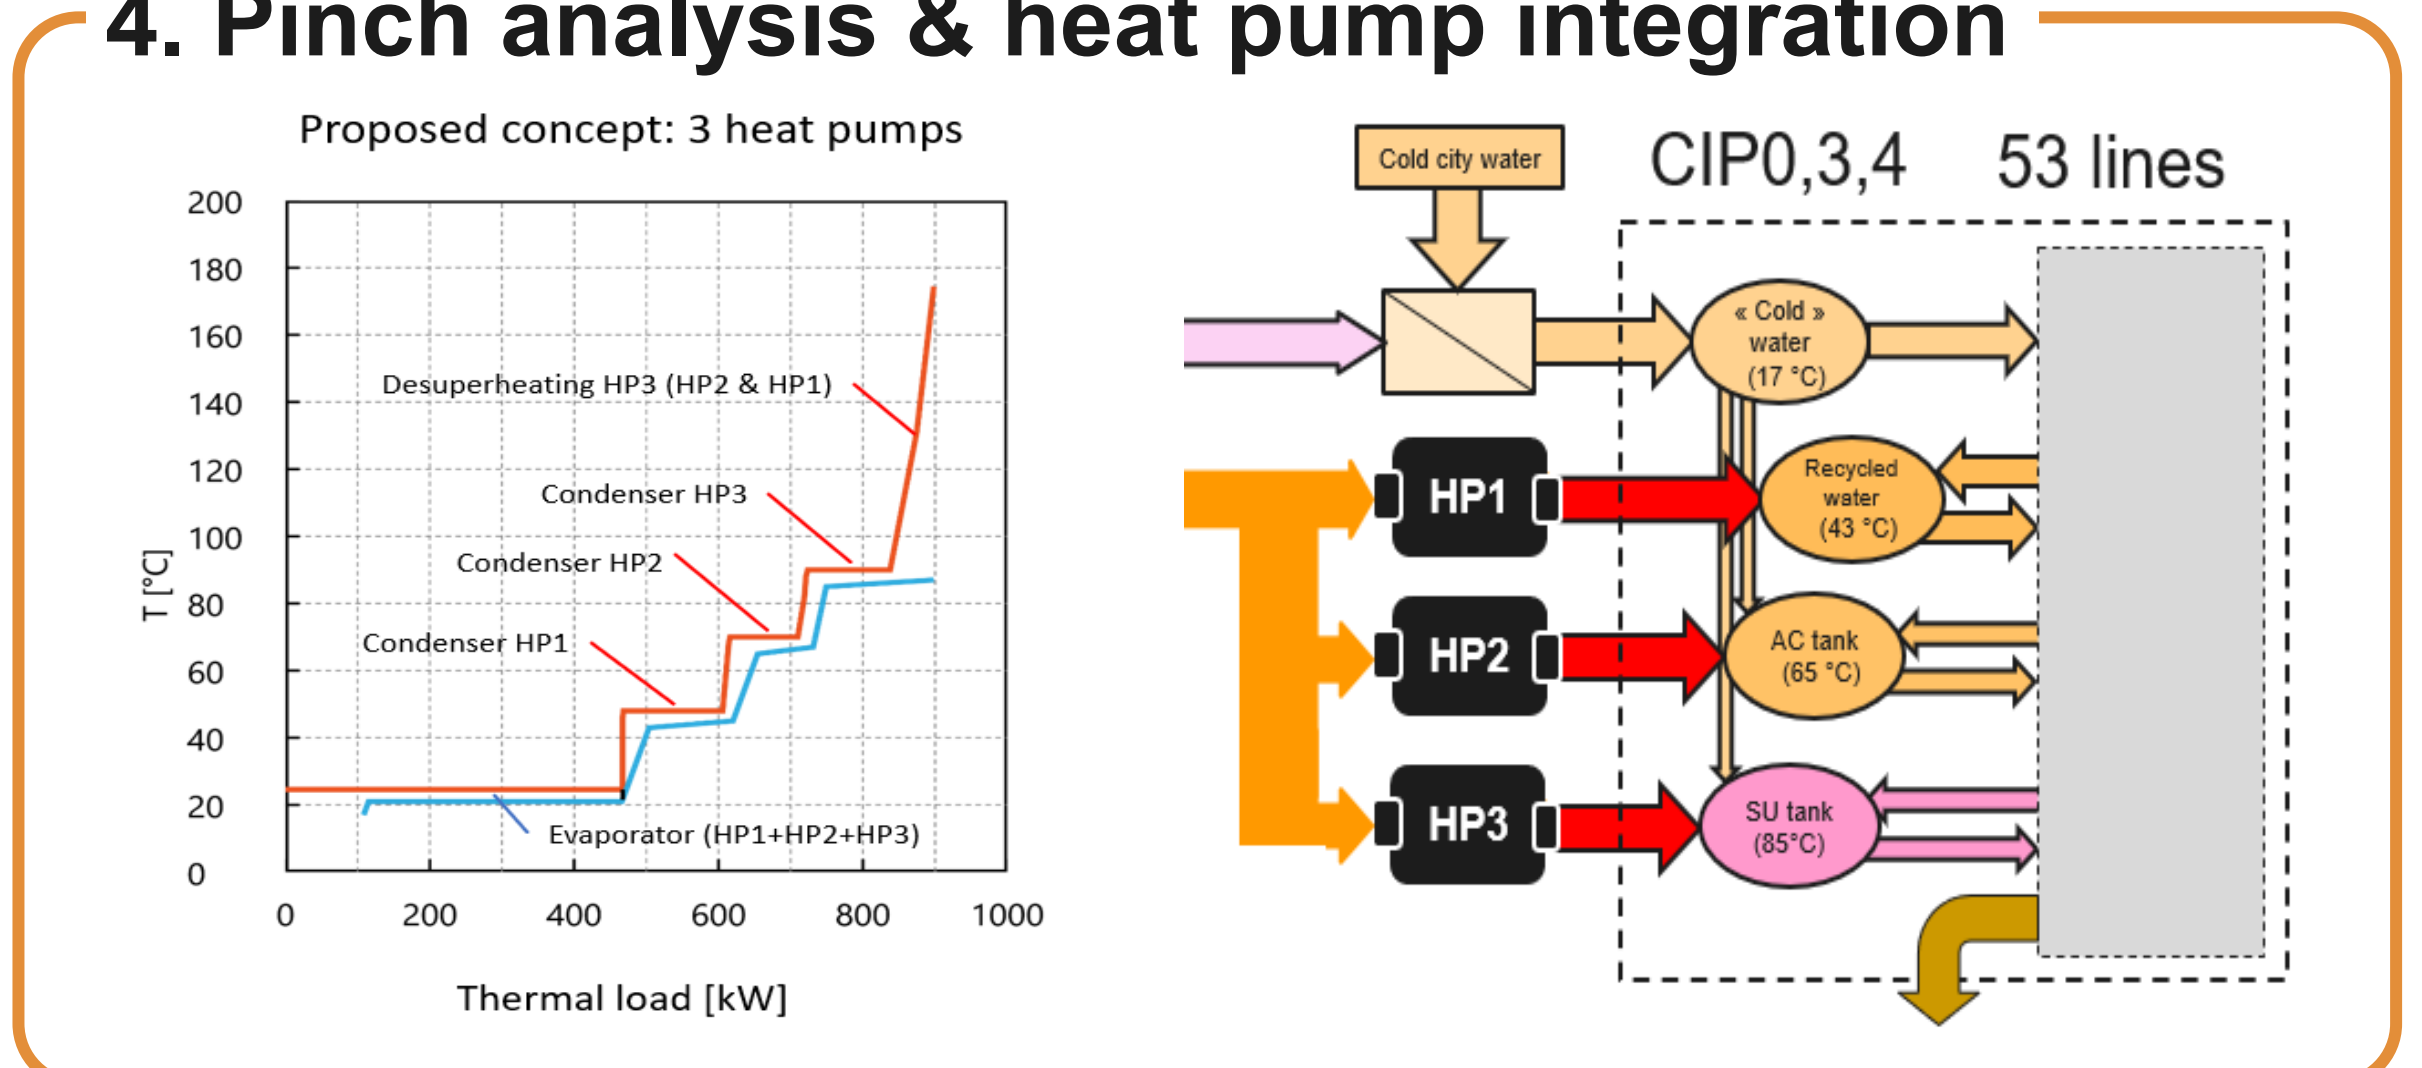 4. Pinch analysis & heat pump integration
Proposed concept: 3 heat pumps
200
180
160
140
120
100
80
60
40
20
0
T [°C]
Desuperheating HP3 (HP2 & HP1)
Condenser HP3
Condenser HP2
Condenser HP1
Evaporator (HP1+HP2+HP3)
0 200 400 600 800 1000
Thermal load [kW]
Cold city water
CIP0,3,4 53 lines
« Cold »
water
(17 °C)
HP1
Recycled
water
(43 °C)
HP2
AC tank
(65 °C)
HP3
SU tank
(85°C)